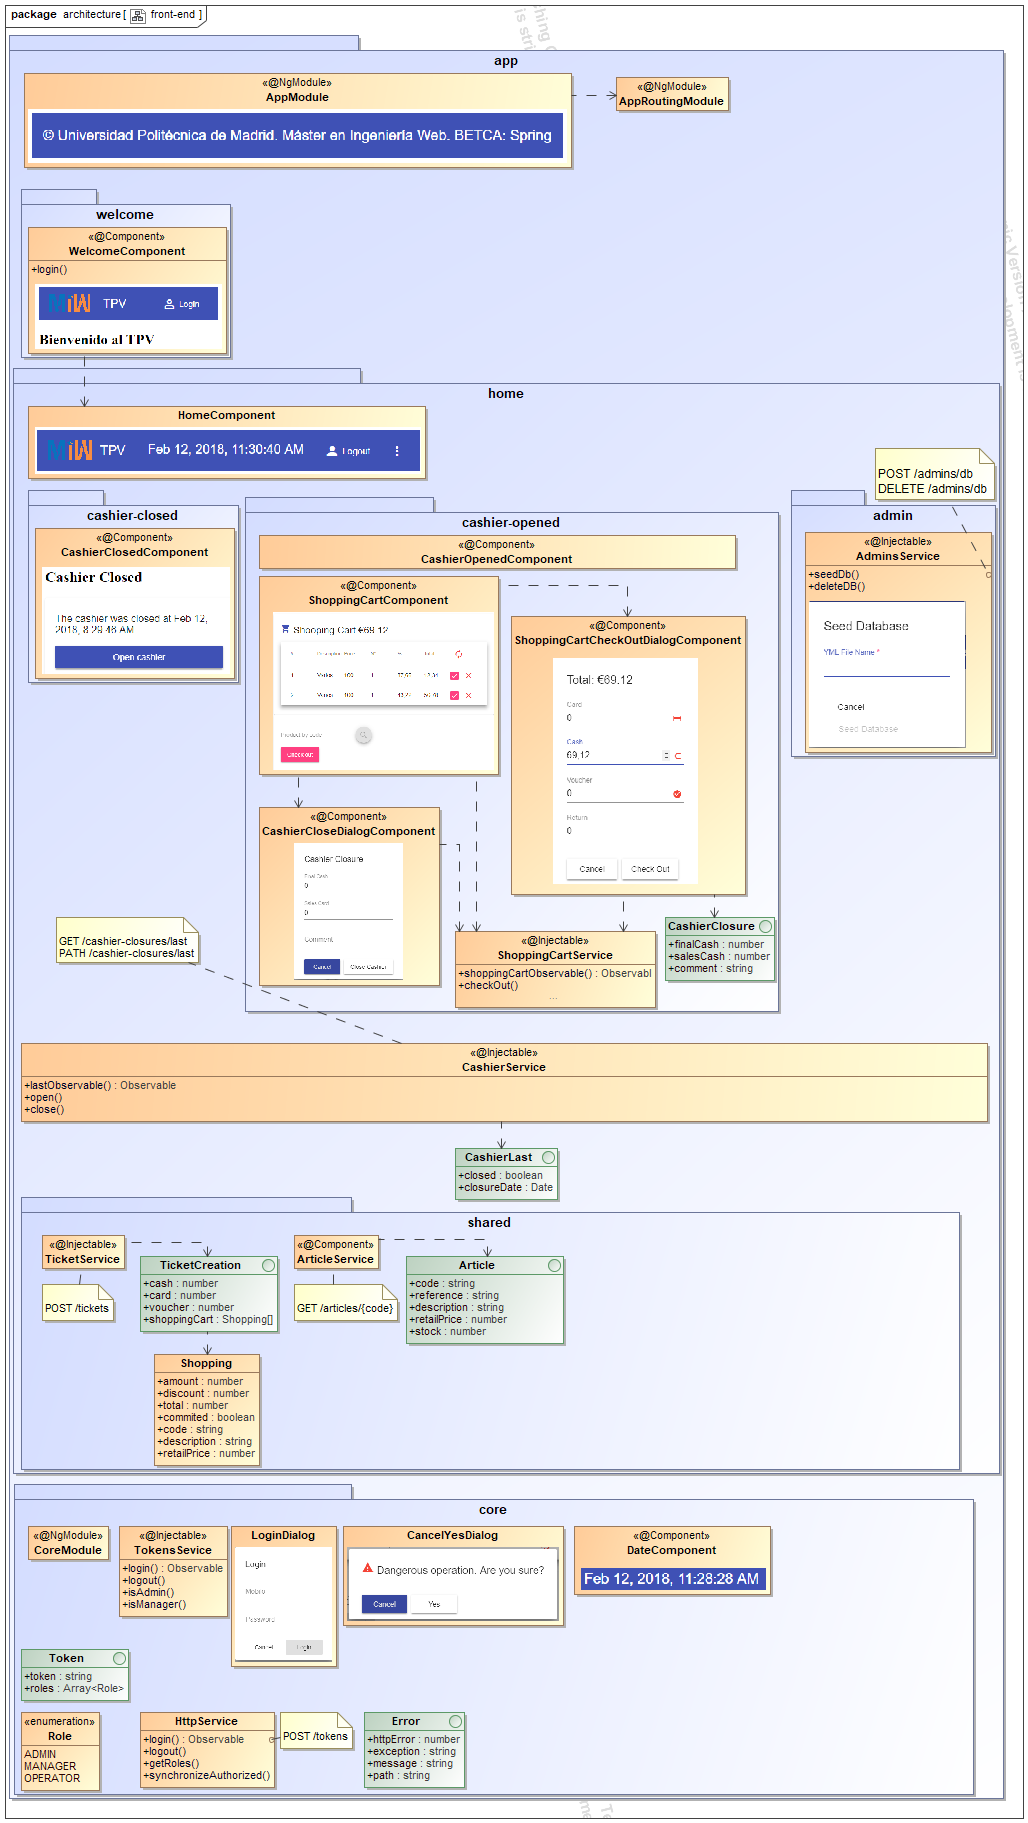 package architecture [ front-end ]
app
«@NgModule»
AppModule
© Universidad Politécnica de Madrid. Máster en Ingeniería Web. BETCA: Spring
«@NgModule»
AppRoutingModule
welcome
«@Component»
WelcomeComponent
+login()
MiW TPV Login
Bienvenido al TPV
home
HomeComponent
MiW TPV Feb 12, 2018, 11:30:40 AM Logout
POST /admins/db
DELETE /admins/db
cashier-closed
«@Component»
CashierClosedComponent
Cashier Closed
The cashier was closed at Feb 12,
2018, 8:29:46 AM
Open cashier
cashier-opened
«@Component»
CashierOpenedComponent
«@Component»
ShoppingCartComponent
Shopping Cart €69.12
Product by code
Check out
«@Component»
ShoppingCartCheckOutDialogComponent
Total: €69.12
Card
0
Cash
69,12
Voucher
0
Return
0
Cancel Check Out
admin
«@Injectable»
AdminsService
+seedDb()
+deleteDB()
Seed Database
YML File Name *
Cancel
Seed Database
«@Component»
CashierCloseDialogComponent
Cashier Closure
Final Cash
0
Sales Card
0
Comment
Cancel Close Cashier
«@Injectable»
ShoppingCartService
+shoppingCartObservable() : Observabl
+checkOut()
...
CashierClosure
+finalCash : number
+salesCash : number
+comment : string
GET /cashier-closures/last
PATH /cashier-closures/last
«@Injectable»
CashierService
+lastObservable() : Observable
+open()
+close()
CashierLast
+closed : boolean
+closureDate : Date
shared
«@Injectable»
TicketService
POST /tickets
TicketCreation
+cash : number
+card : number
+voucher : number
+shoppingCart : Shopping[]
«@Component»
ArticleService
GET /articles/{code}
Article
+code : string
+reference : string
+description : string
+retailPrice : number
+stock : number
Shopping
+amount : number
+discount : number
+total : number
+commited : boolean
+code : string
+description : string
+retailPrice : number
core
«@NgModule»
CoreModule
«@Injectable»
TokensSevice
+login() : Observable
+logout()
+isAdmin()
+isManager()
LoginDialog
Login
Password
Cancel Login
CancelYesDialog
Dangerous operation. Are you sure?
Cancel Yes
«@Component»
DateComponent
Feb 12, 2018, 11:28:28 AM
Token
+token : string
+roles : Array<Role>
«enumeration»
Role
ADMIN
MANAGER
OPERATOR
HttpService
+login() : Observable
+logout()
+getRoles()
+synchronizeAuthorized()
POST /tokens
Error
+httpError : number
+exception : string
+message : string
+path : string